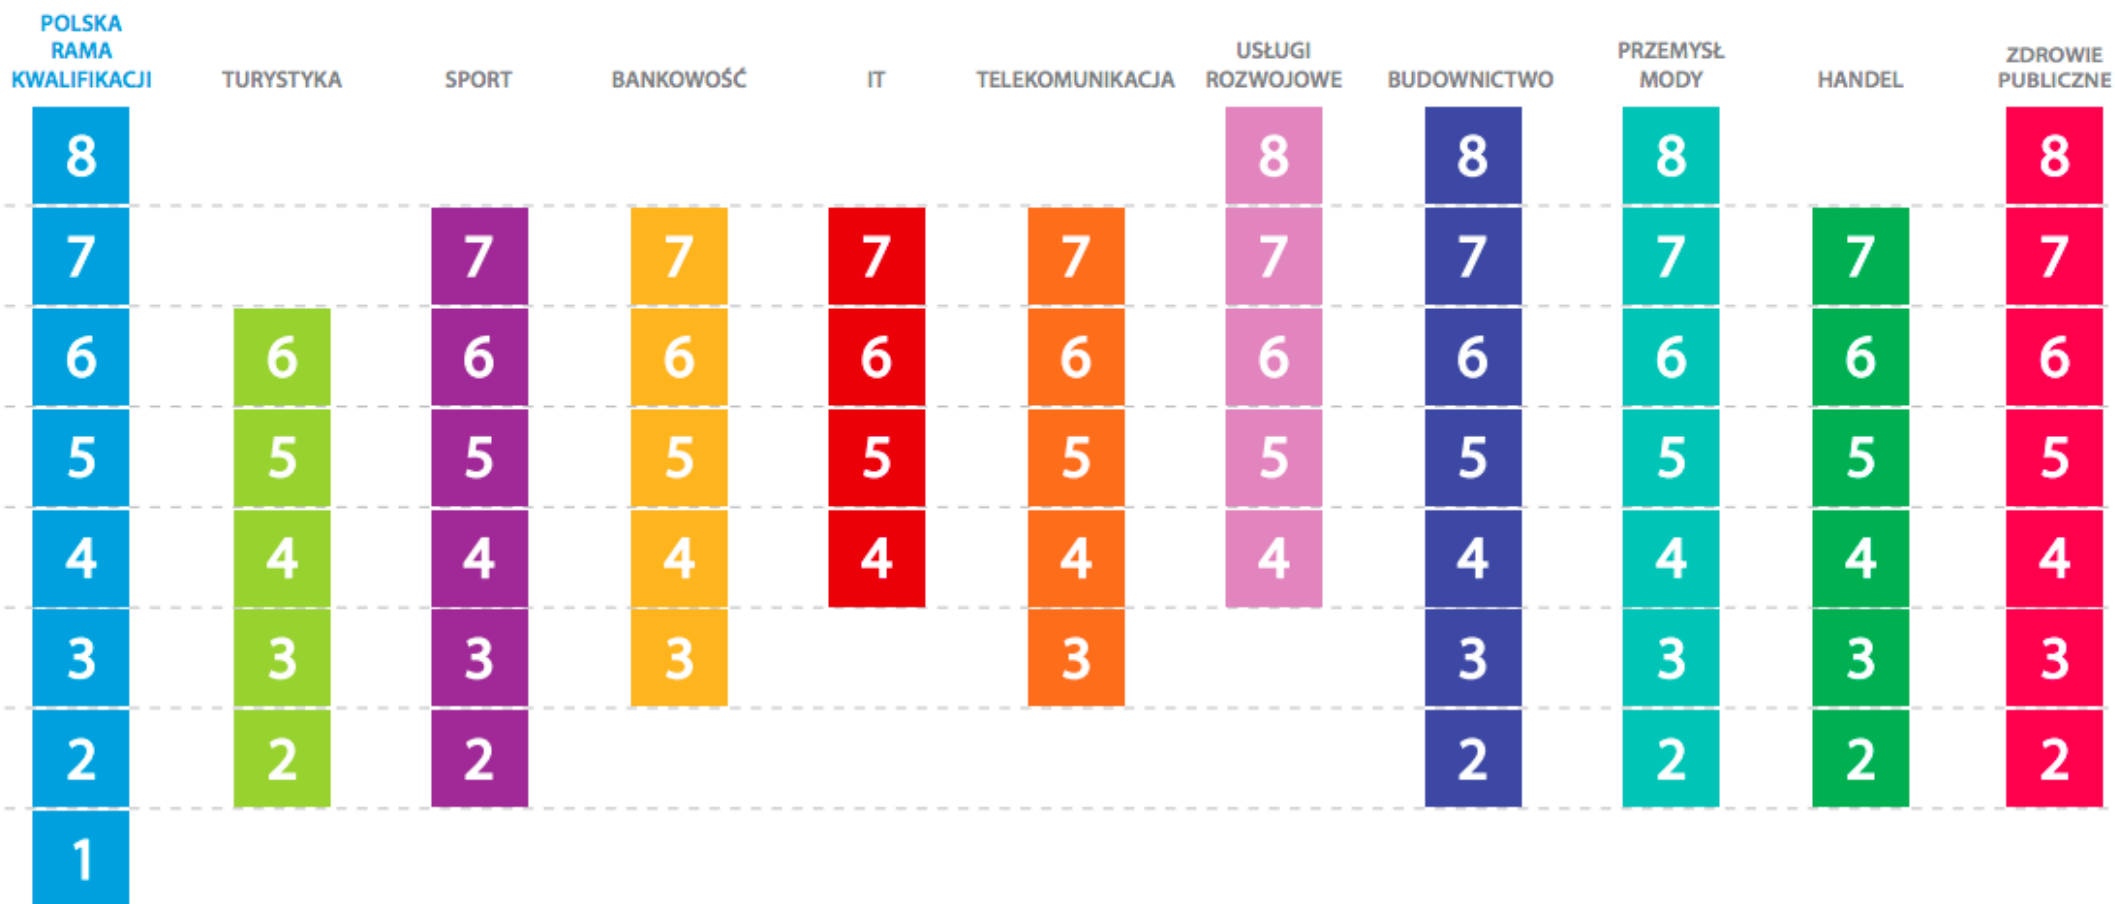 POLSKA
RAMA
KWALIFIKACJI
TURYSTYKA
SPORT
BANKOWOŚĆ
IT
TELEKOMUNIKACJA
USŁUGI
ROZWOJOWE
BUDOWNICTWO
PRZEMYSŁ
MODY
HANDEL
ZDROWIE
PUBLICZNE
8 8 8 8 8
7 7 7 7 7 7 7 7 7 7
6 6 6 6 6 6 6 6 6 6 6
5 5 5 5 5 5 5 5 5 5 5
4 4 4 4 4 4 4 4 4 4 4
3 3 3 3 3 3 3 3 3
2 2 2 2 2 2 2
1